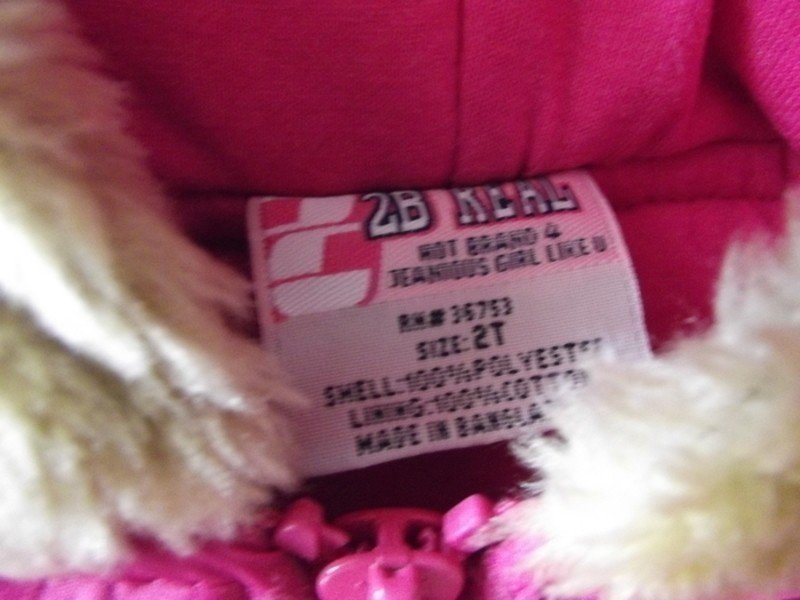 2B REAL
HOT BRAND 4
JEANIOUS GIRL LIKE U
RN# 36753
SIZE: 2T
SHELL:100%POLYESTER
LINING:100%COTTON
MADE IN BANGLA